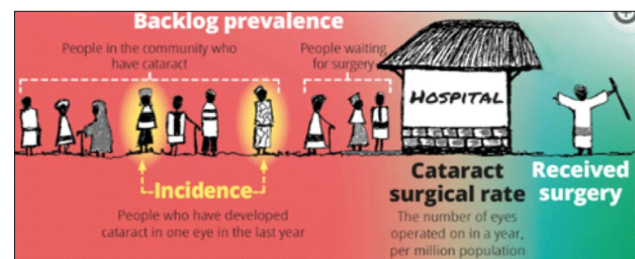 Backlog prevalence
People in the community who
have cataract
People waiting
for surgery
HOSPITAL
Incidence
People who have developed
cataract in one eye in the last year
Cataract
surgical rate
The number of eyes
operated on in a year,
per million population
Received
surgery